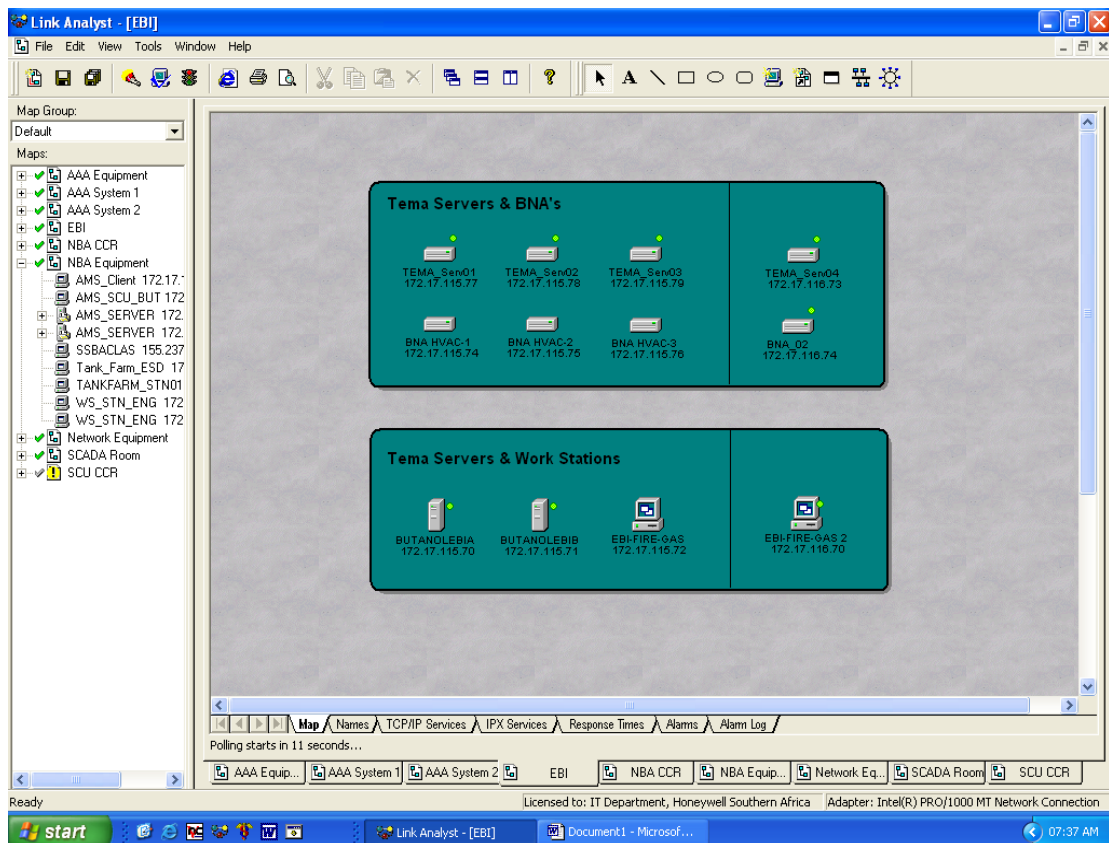 Link Analyst - [EBI]
File Edit View Tools Window Help
Map Group:
Default
Maps:
AAA Equipment
AAA System 1
AAA System 2
EBI
NBA CCR
NBA Equipment
AMS_Client 172.17.
AMS_SCU_BUT 172
AMS_SERVER 172.
AMS_SERVER 172.
SSBACLAS 155.237
Tank_Farm_ESD 17
TANKFARM_STN01
WS_STN_ENG 172
WS_STN_ENG 172
Network Equipment
SCADA Room
SCU CCR
Tema Servers & BNA's
TEMA_Serv01 TEMA_Serv02 TEMA_Serv03 TEMA_Serv04
172.17.115.77 172.17.115.78 172.17.115.79 172.17.116.73
BNA HVAC-1 BNA HVAC-2 BNA HVAC-3 BNA_02
172.17.115.74 172.17.115.75 172.17.115.76 172.17.116.74
Tema Servers & Work Stations
BUTANOLEBIA BUTANOLEBIB EBI-FIRE-GAS EBI-FIRE-GAS 2
172.17.115.70 172.17.115.71 172.17.115.72 172.17.116.70
Map Names TCP/IP Services IPX Services Response Times Alarms Alarm Log
Polling starts in 11 seconds...
AAA Equip... AAA System 1 AAA System 2 EBI NBA CCR NBA Equip... Network Eq... SCADA Room SCU CCR
Ready Licensed to: IT Department, Honeywell Southern Africa Adapter: Intel(R) PRO/1000 MT Network Connection
start Link Analyst - [EBI] Document1 - Microsof... 07:37 AM